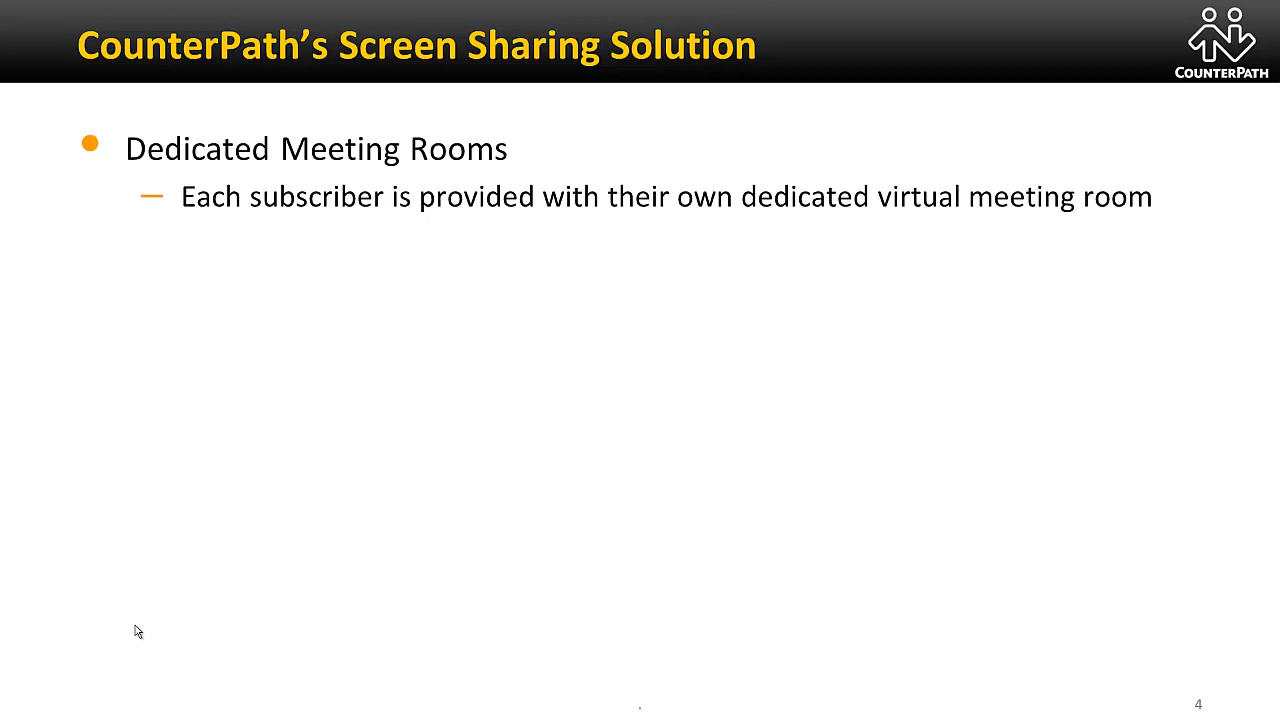 CounterPath’s Screen Sharing Solution
COUNTERPATH
Dedicated Meeting Rooms
Each subscriber is provided with their own dedicated virtual meeting room
.
4